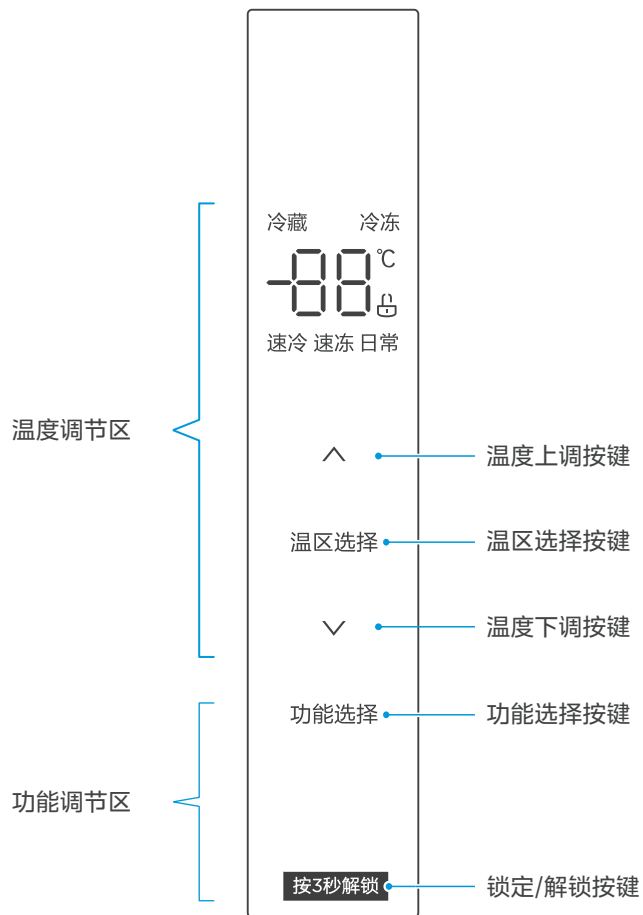 冷藏 冷冻
-88℃
速冷 速冻 日常
温度调节区
温度上调按键
温区选择
温区选择按键
温度下调按键
功能选择
功能选择按键
功能调节区
按3秒解锁
锁定/解锁按键